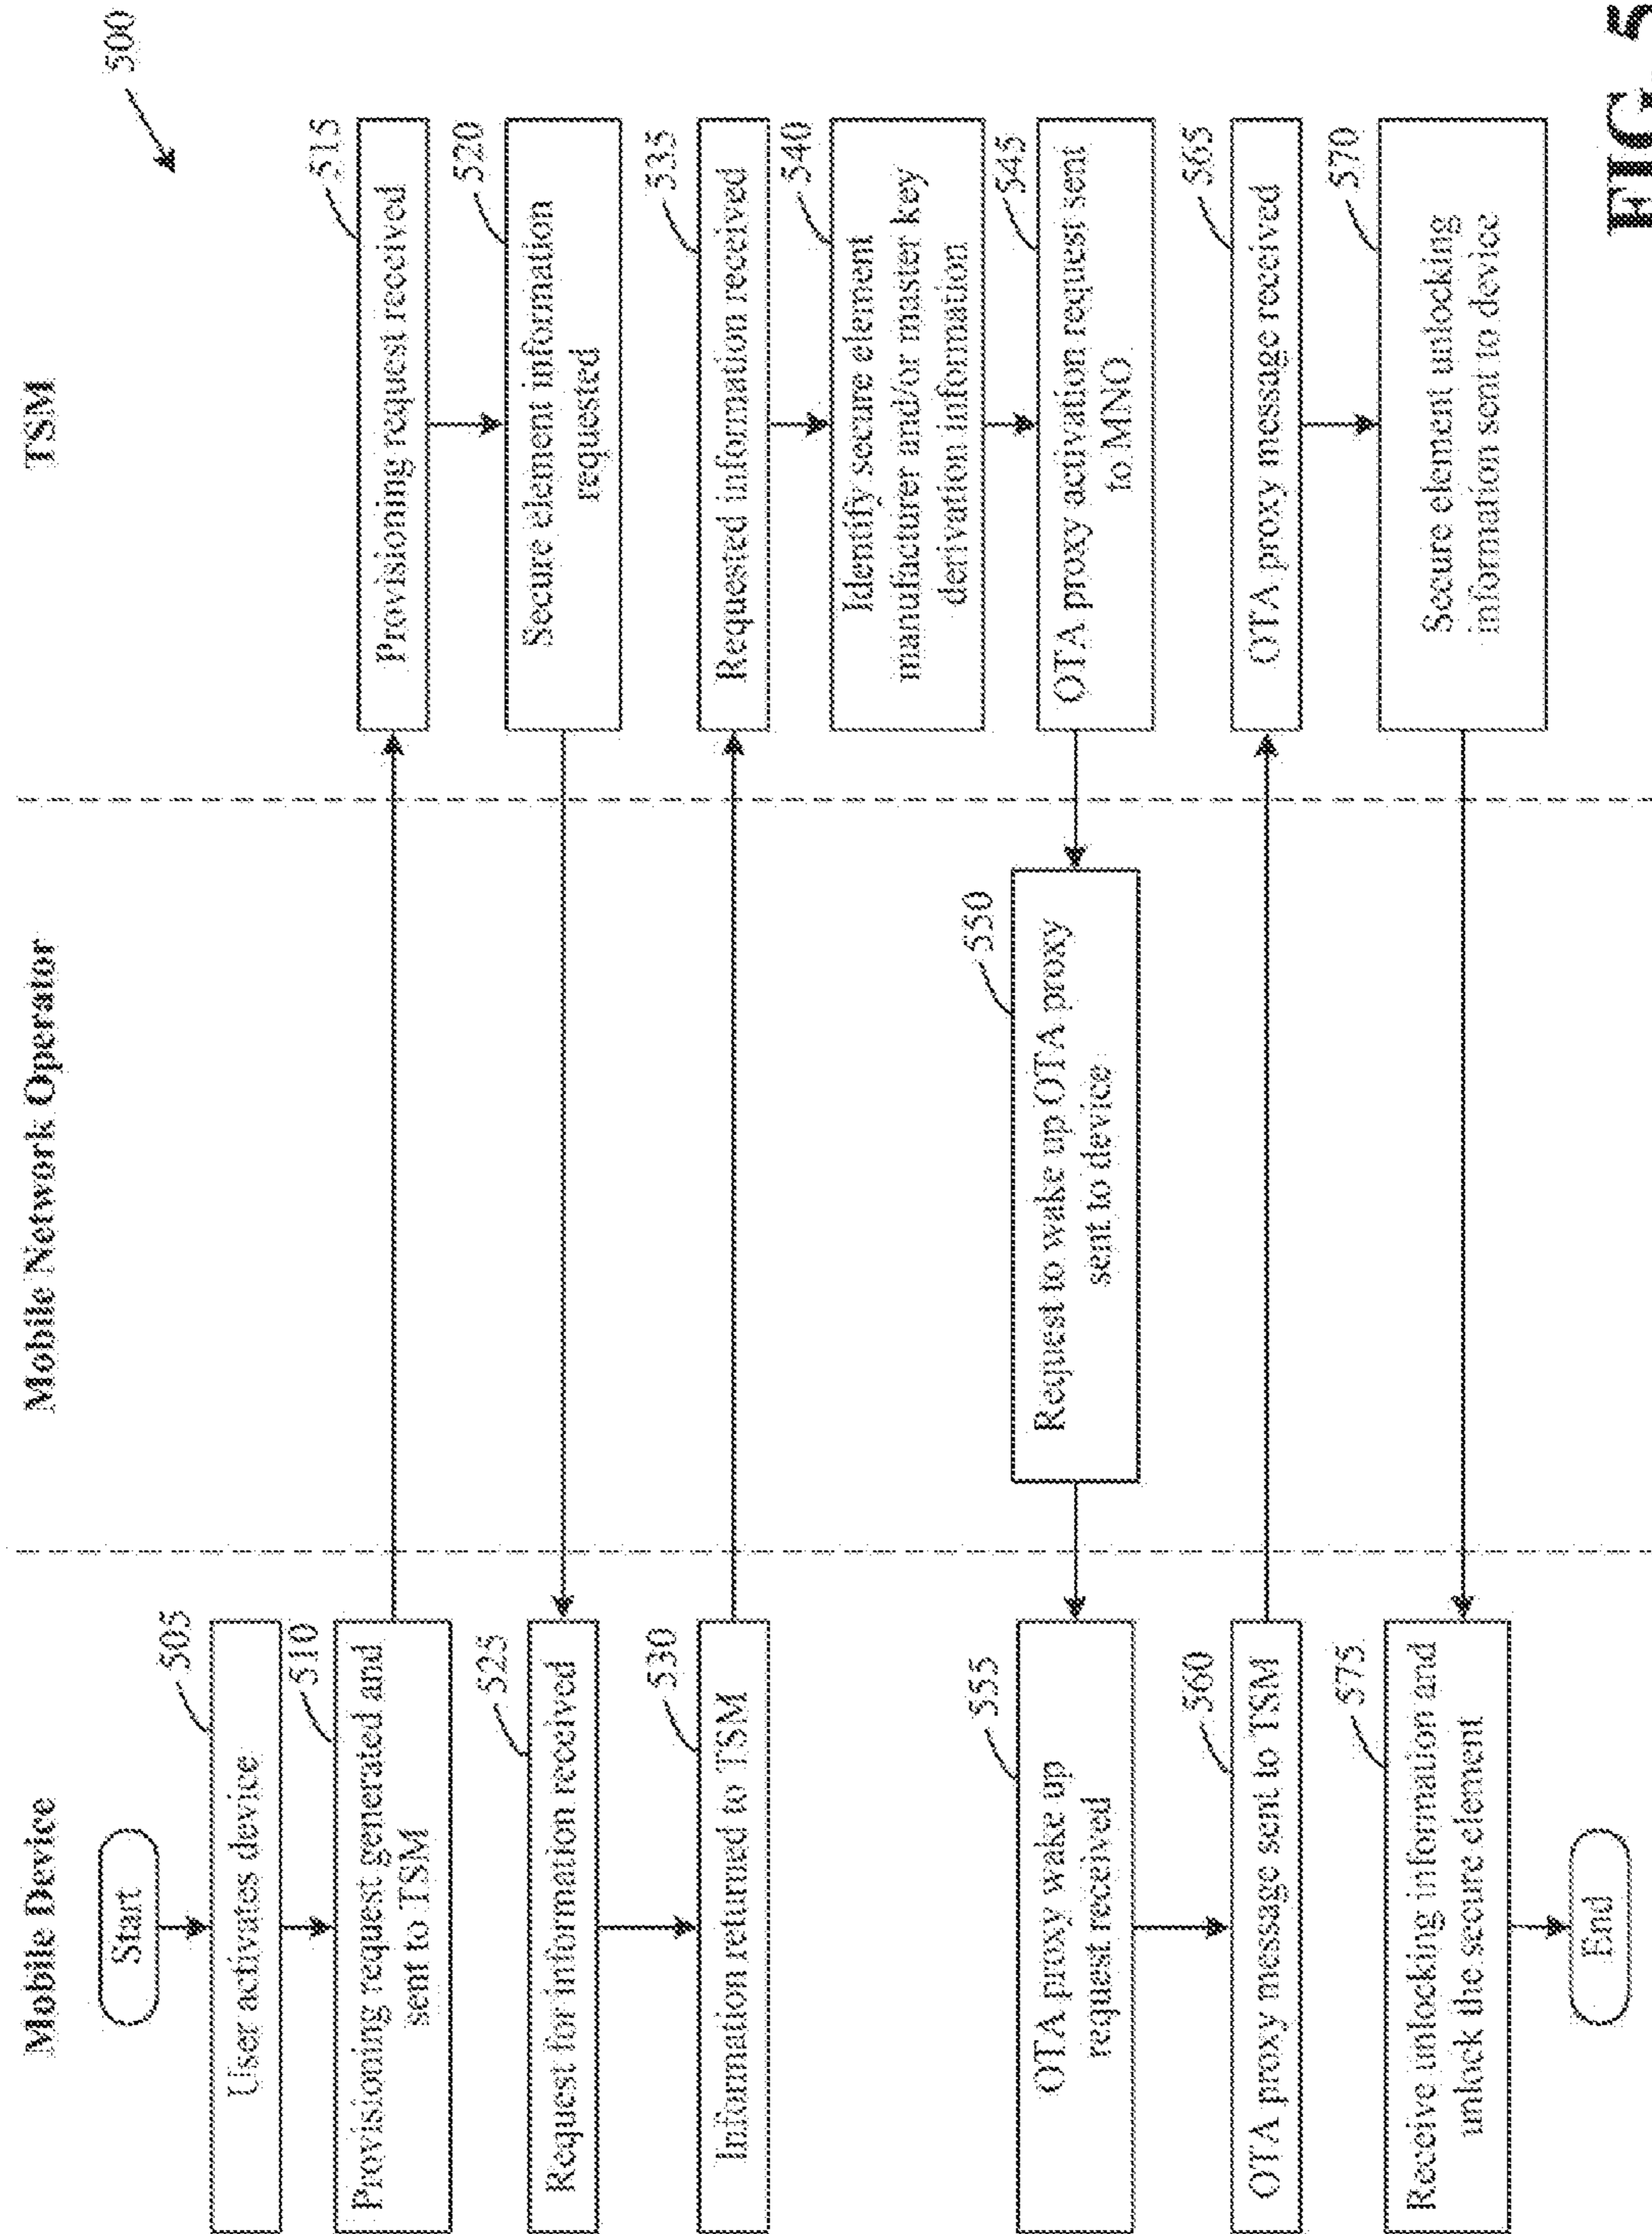 500
Mobile Device
Mobile Network Operator
TSM
Start
505
User activates device
510
Provisioning request generated and
sent to TSM
515
Provisioning request received
520
Secure element information
requested
525
Request for information received
530
Information returned to TSM
535
Requested information received
540
Identify secure element
manufacturer and/or master key
derivation information
545
OTA proxy activation request sent
to MNO
550
Request to wake up OTA proxy
sent to device
555
OTA proxy wake up
request received
560
OTA proxy message sent to TSM
565
OTA proxy message received
570
Secure element unlocking
information sent to device
575
Receive unlocking information and
unlock the secure element
End
FIG. 5